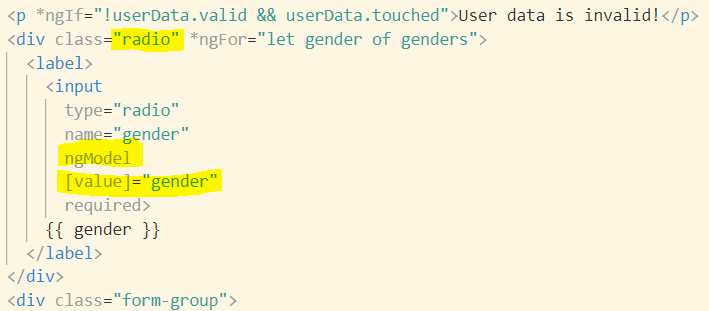 <p *ngIf="!userData.valid && userData.touched">User data is invalid!</p>
<div class="radio" *ngFor="let gender of genders">
<label>
<input
type="radio"
name="gender"
ngModel
[value]="gender"
required>
{{ gender }}
</label>
</div>
<div class="form-group">